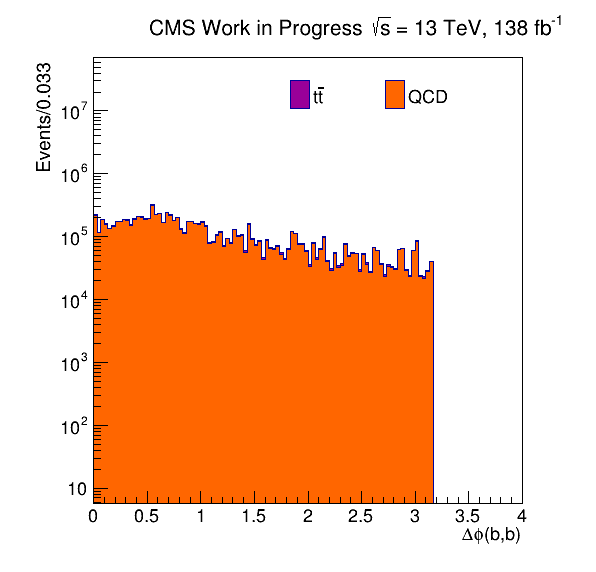 CMS Work in Progress √s = 13 TeV, 138 fb⁻¹
Events/0.033
tt̅
QCD
10⁷
10⁶
10⁵
10⁴
10³
10²
10
0 0.5 1 1.5 2 2.5 3 3.5 4
Δϕ(b,b)